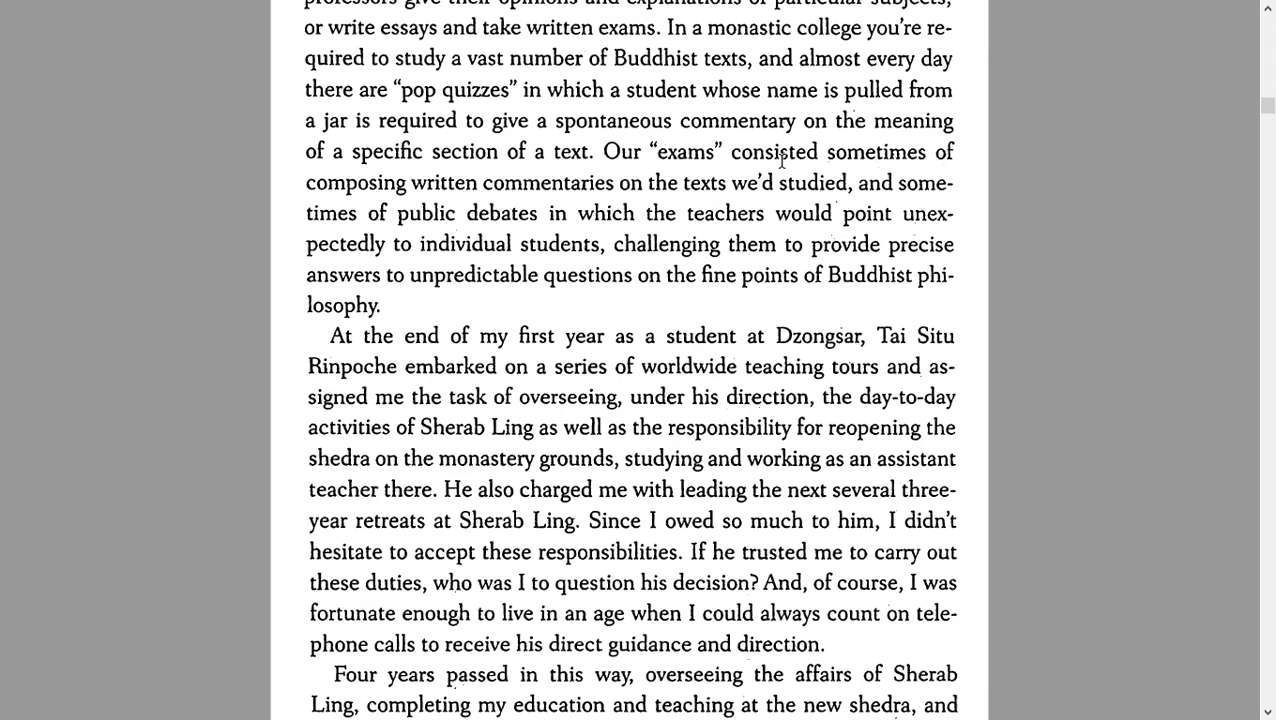 professors give their opinions and explanations of particular subjects,
or write essays and take written exams. In a monastic college you're re-
quired to study a vast number of Buddhist texts, and almost every day
there are “pop quizzes” in which a student whose name is pulled from
a jar is required to give a spontaneous commentary on the meaning
of a specific section of a text. Our “exams” consisted sometimes of
composing written commentaries on the texts we'd studied, and some-
times of public debates in which the teachers would point unex-
pectedly to individual students, challenging them to provide precise
answers to unpredictable questions on the fine points of Buddhist phi-
losophy.
At the end of my first year as a student at Dzongsar, Tai Situ
Rinpoche embarked on a series of worldwide teaching tours and as-
signed me the task of overseeing, under his direction, the day-to-day
activities of Sherab Ling as well as the responsibility for reopening the
shedra on the monastery grounds, studying and working as an assistant
teacher there. He also charged me with leading the next several three-
year retreats at Sherab Ling. Since I owed so much to him, I didn't
hesitate to accept these responsibilities. If he trusted me to carry out
these duties, who was I to question his decision? And, of course, I was
fortunate enough to live in an age when I could always count on tele-
phone calls to receive his direct guidance and direction.
Four years passed in this way, overseeing the affairs of Sherab
Ling, completing my education and teaching at the new shedra, and